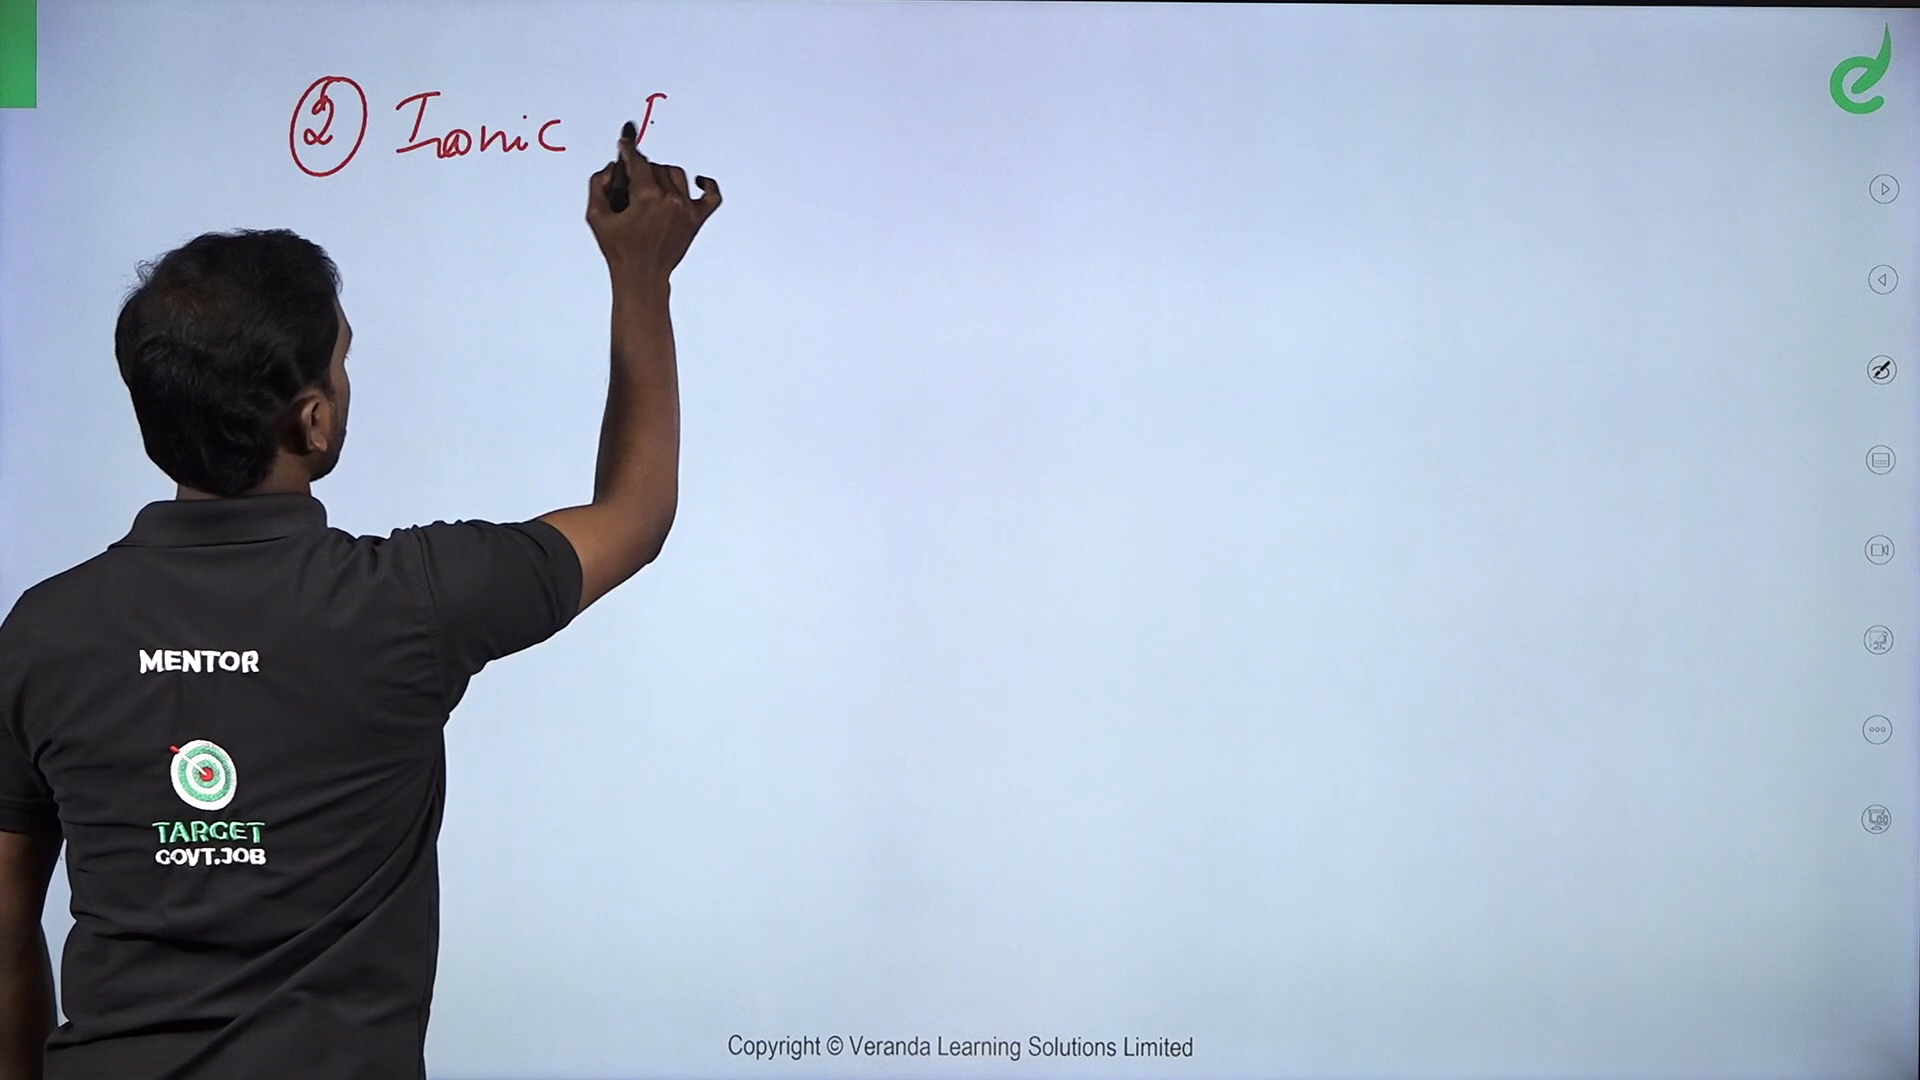 ② Ionic
MENTOR
TARGET
GOVT.JOB
Copyright © Veranda Learning Solutions Limited